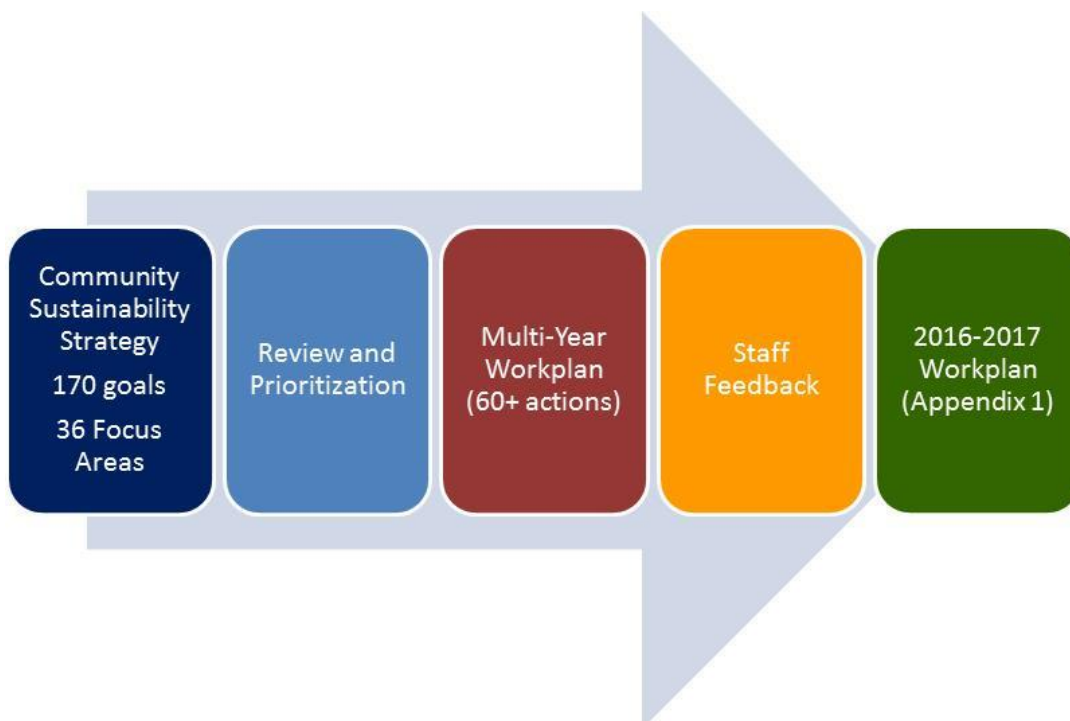 Community
Sustainability
Strategy
170 goals
36 Focus
Areas
Review and
Prioritization
Multi-Year
Workplan
(60+ actions)
Staff
Feedback
2016-2017
Workplan
(Appendix 1)